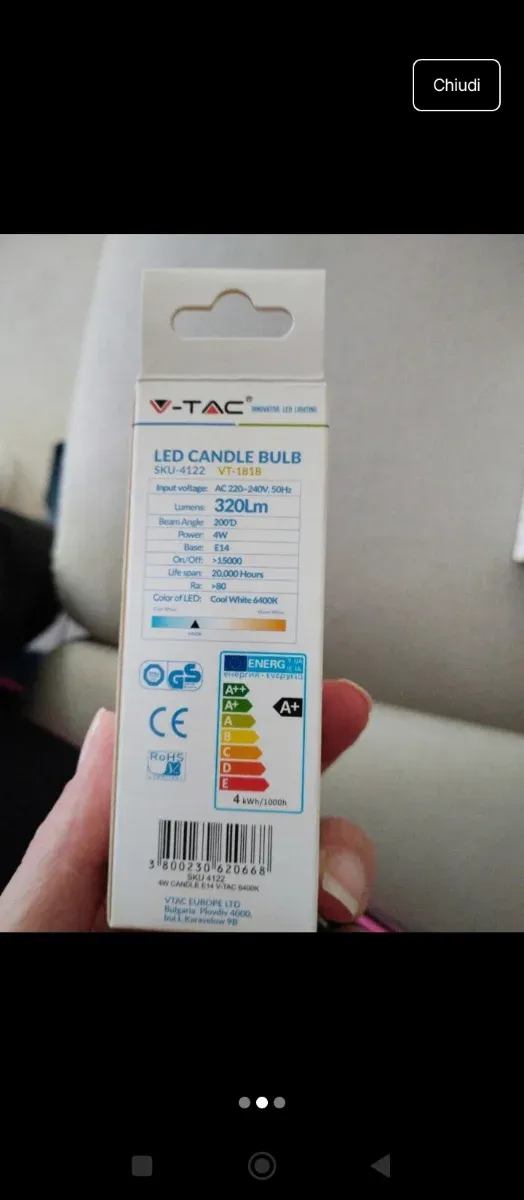 Chiudi
V-TAC®
INNOVATIVE LED LIGHTING
LED CANDLE BULB
SKU-4122 VT-1818
Input voltage: AC 220~240V, 50Hz
Lumens: 320Lm
Beam Angle: 200'D
Power: 4W
Base: E14
On/Off: >15000
Life span: 20,000 Hours
Ra: >80
Color of LED: Cool White 6400K
GS
ENERG
A++
A+
A+
A
B
C
D
E
CE
RoHS
4 kWh/1000h
3 800230 620668
SKU 4122
4W CANDLE E14 V-TAC 6400K
VTAC EUROPE LTD
Bulgaria, Plovdiv 4000,
bul.L.Karavelow 9B